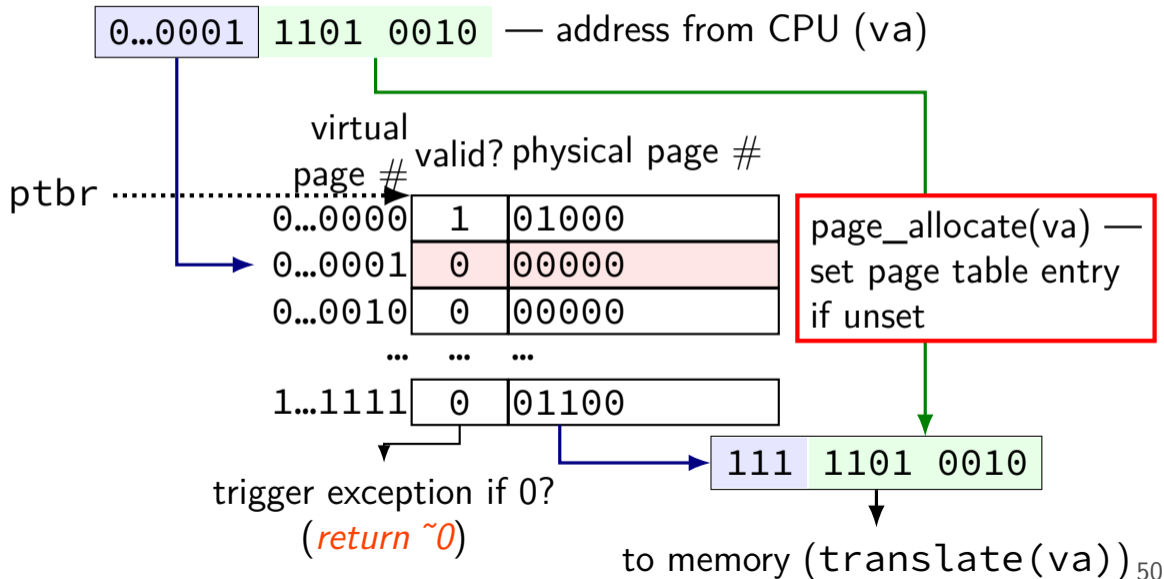 0…0001 1101 0010 — address from CPU (va)
virtual
page #
valid? physical page #
ptbr
0…0000 1 01000
0…0001 0 00000
0…0010 0 00000
… … …
1…1111 0 01100
page_allocate(va) —
set page table entry
if unset
111 1101 0010
trigger exception if 0?
(return ~0)
to memory (translate(va))
50